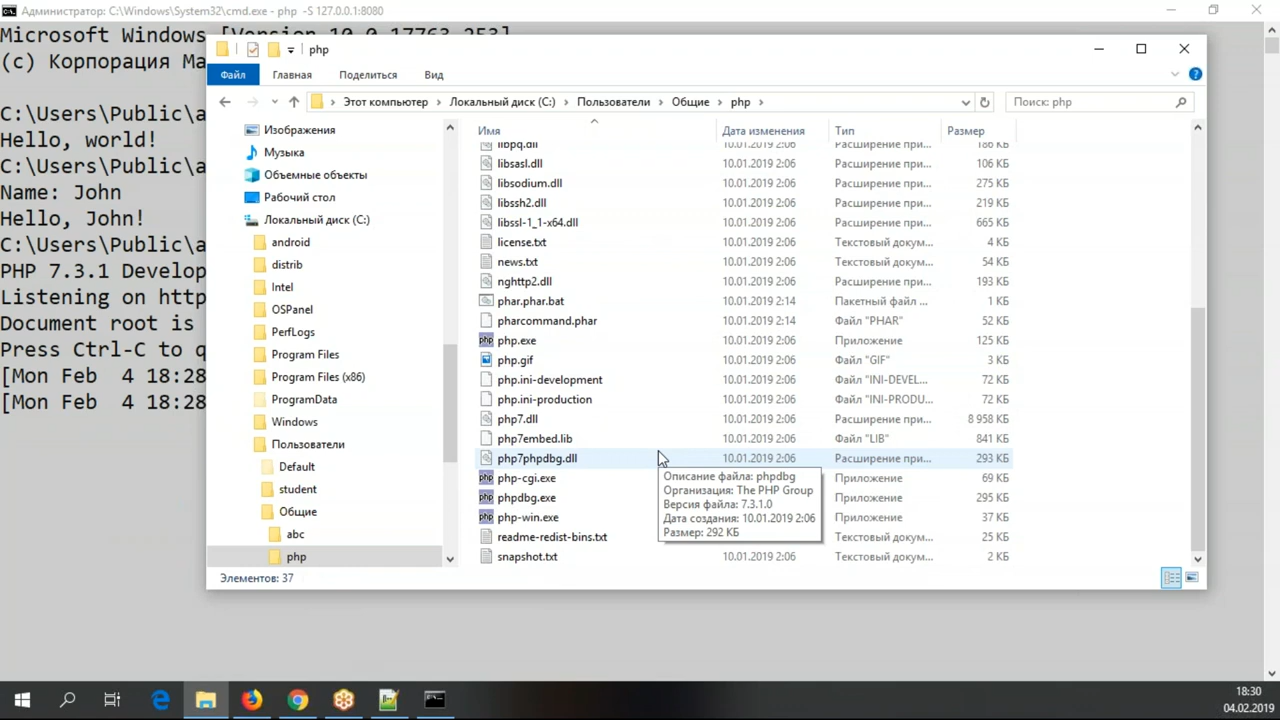 Администратор: C:\Windows\System32\cmd.exe - php -S 127.0.0.1:8080
Microsoft Windows [Version 10.0.17763.253]
(c) Корпорация Ма
C:\Users\Public\a
Hello, world!
C:\Users\Public\a
Name: John
Hello, John!
C:\Users\Public\a
PHP 7.3.1 Develop
Listening on http
Document root is
Press Ctrl-C to q
[Mon Feb 4 18:28
[Mon Feb 4 18:28
php
Файл Главная Поделиться Вид
Этот компьютер Локальный диск (C:) Пользователи Общие php
Поиск: php
Изображения
Музыка
Объемные объекты
Рабочий стол
Локальный диск (C:)
android
distrib
Intel
OSPanel
PerfLogs
Program Files
Program Files (x86)
ProgramData
Windows
Пользователи
Default
student
Общие
abc
php
Имя Дата изменения Тип Размер
libpq.dll 10.01.2019 2:06 Расширение при... 186 КБ
libsasl.dll 10.01.2019 2:06 Расширение при... 106 КБ
libsodium.dll 10.01.2019 2:06 Расширение при... 275 КБ
libssh2.dll 10.01.2019 2:06 Расширение при... 219 КБ
libssl-1_1-x64.dll 10.01.2019 2:06 Расширение при... 665 КБ
license.txt 10.01.2019 2:06 Текстовый докум... 4 КБ
news.txt 10.01.2019 2:06 Текстовый докум... 54 КБ
nghttp2.dll 10.01.2019 2:06 Расширение при... 193 КБ
phar.phar.bat 10.01.2019 2:14 Пакетный файл ... 1 КБ
pharcommand.phar 10.01.2019 2:14 Файл "PHAR" 52 КБ
php.exe 10.01.2019 2:06 Приложение 125 КБ
php.gif 10.01.2019 2:06 Файл "GIF" 3 КБ
php.ini-development 10.01.2019 2:06 Файл "INI-DEVEL... 72 КБ
php.ini-production 10.01.2019 2:06 Файл "INI-PRODU... 72 КБ
php7.dll 10.01.2019 2:06 Расширение при... 8 958 КБ
php7embed.lib 10.01.2019 2:06 Файл "LIB" 841 КБ
php7phpdbg.dll 10.01.2019 2:06 Расширение при... 293 КБ
php-cgi.exe Приложение 69 КБ
phpdbg.exe Приложение 295 КБ
php-win.exe Приложение 37 КБ
readme-redist-bins.txt Текстовый докум... 25 КБ
snapshot.txt 10.01.2019 2:06 Текстовый докум... 2 КБ
Описание файла: phpdbg
Организация: The PHP Group
Версия файла: 7.3.1.0
Дата создания: 10.01.2019 2:06
Размер: 292 КБ
Элементов: 37
18:30
04.02.2019